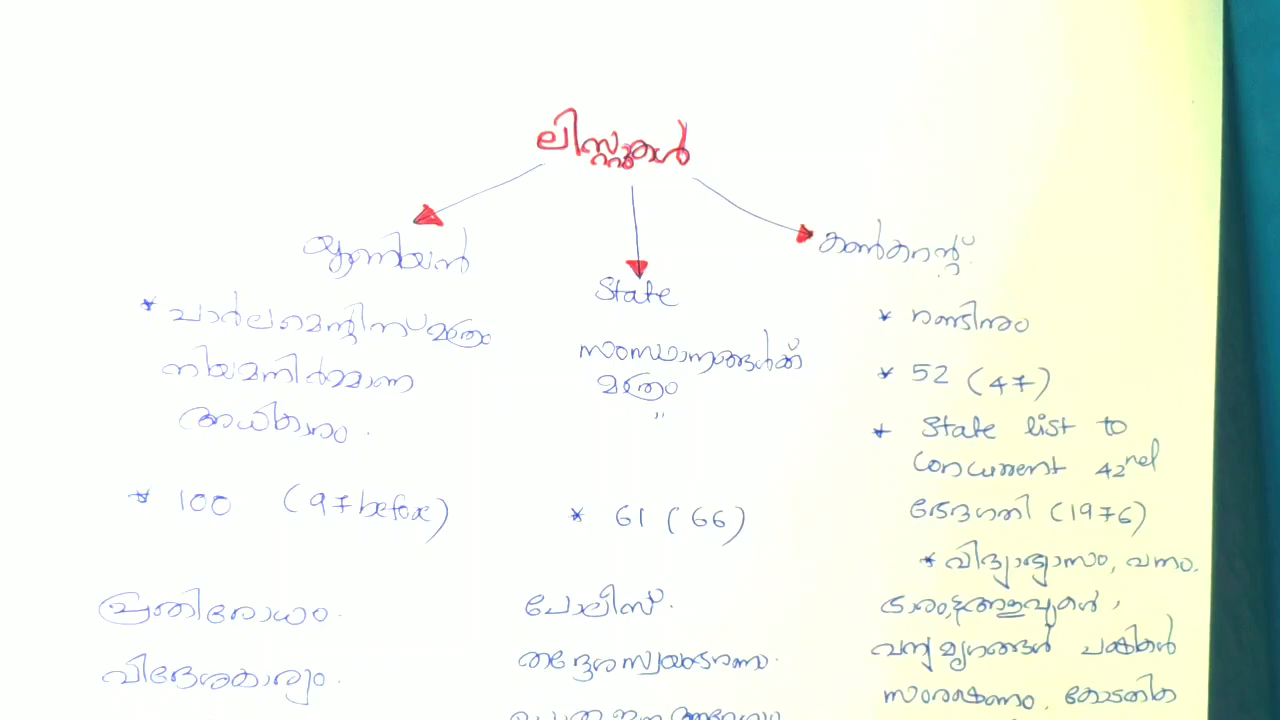 ലിസ്റ്റുകൾ
യൂണിയൻ
* പാർലമെന്റിന് മാത്രം
നിയമനിർമ്മാണ
അധികാരം.
* 100 (97 before)
പ്രതിരോധം.
വിദേശകാര്യം.
State
സംസ്ഥാനങ്ങൾക്ക്
മാത്രം
"
* 61 (66)
പോലീസ്.
തദ്ദേശസ്വയംഭരണം.
കൺകറന്റ്
* രണ്ടിനും
* 52 (47)
* State list to
Concurrent 42nd
ഭേദഗതി (1976)
* വിദ്യാഭ്യാസം, വനം.
ഭാരം, അളവുകൾ,
വന്യമൃഗങ്ങൾ പക്ഷികൾ
സംരക്ഷണം. കോടതിക